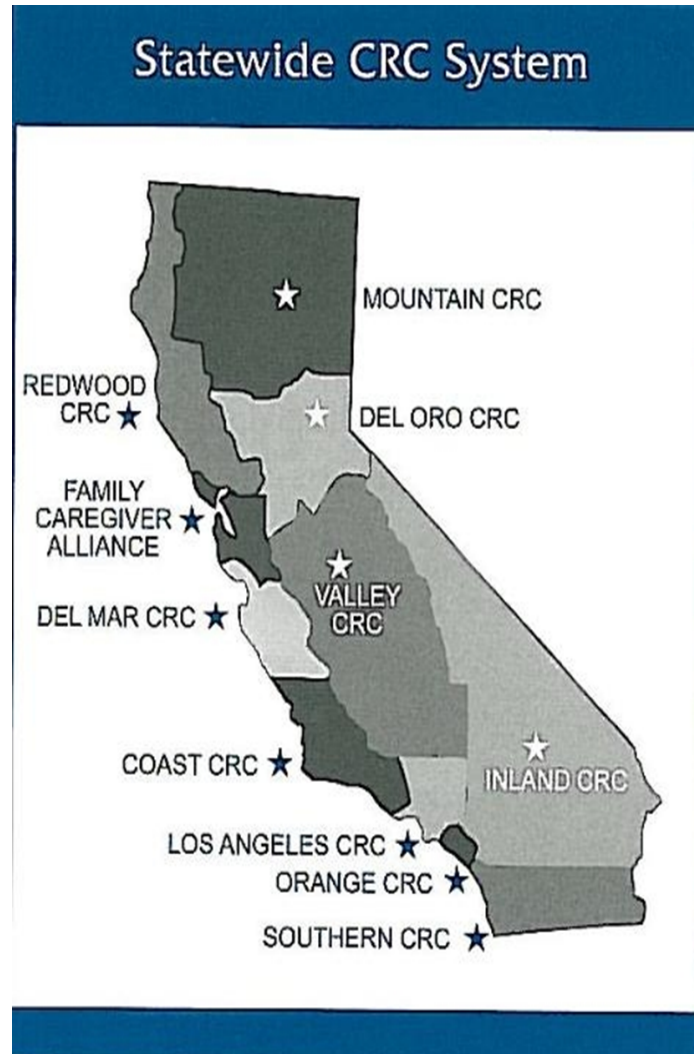 Statewide CRC System
MOUNTAIN CRC
REDWOOD
CRC
DEL ORO CRC
FAMILY
CAREGIVER
ALLIANCE
VALLEY
CRC
DEL MAR CRC
COAST CRC
INLAND CRC
LOS ANGELES CRC
ORANGE CRC
SOUTHERN CRC